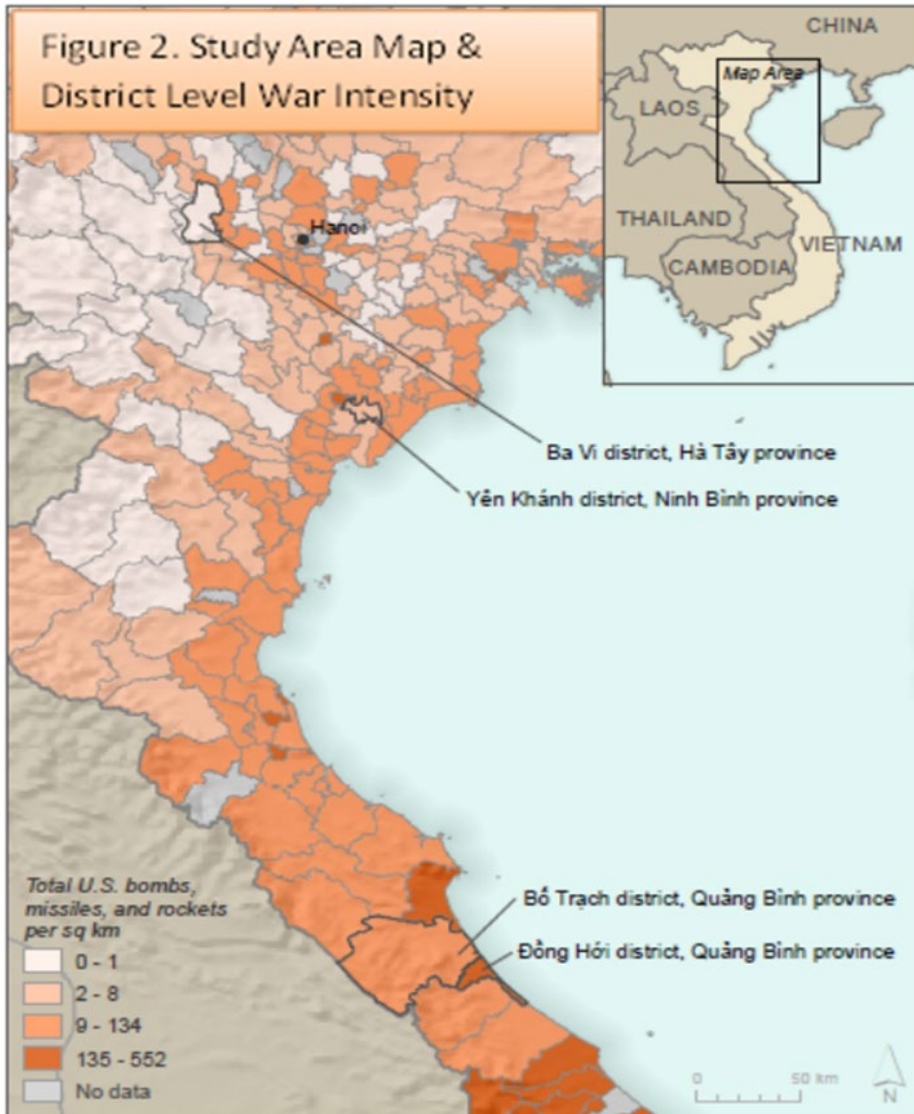 Figure 2. Study Area Map &
District Level War Intensity
CHINA
Map Area
LAOS
THAILAND
VIETNAM
CAMBODIA
Hanoi
Ba Vi district, Hà Tây province
Yên Khánh district, Ninh Bình province
Bố Trạch district, Quảng Bình province
Đồng Hới district, Quảng Bình province
Total U.S. bombs,
missiles, and rockets
per sq km
0 - 1
2 - 8
9 - 134
135 - 552
No data
0 50 km
N